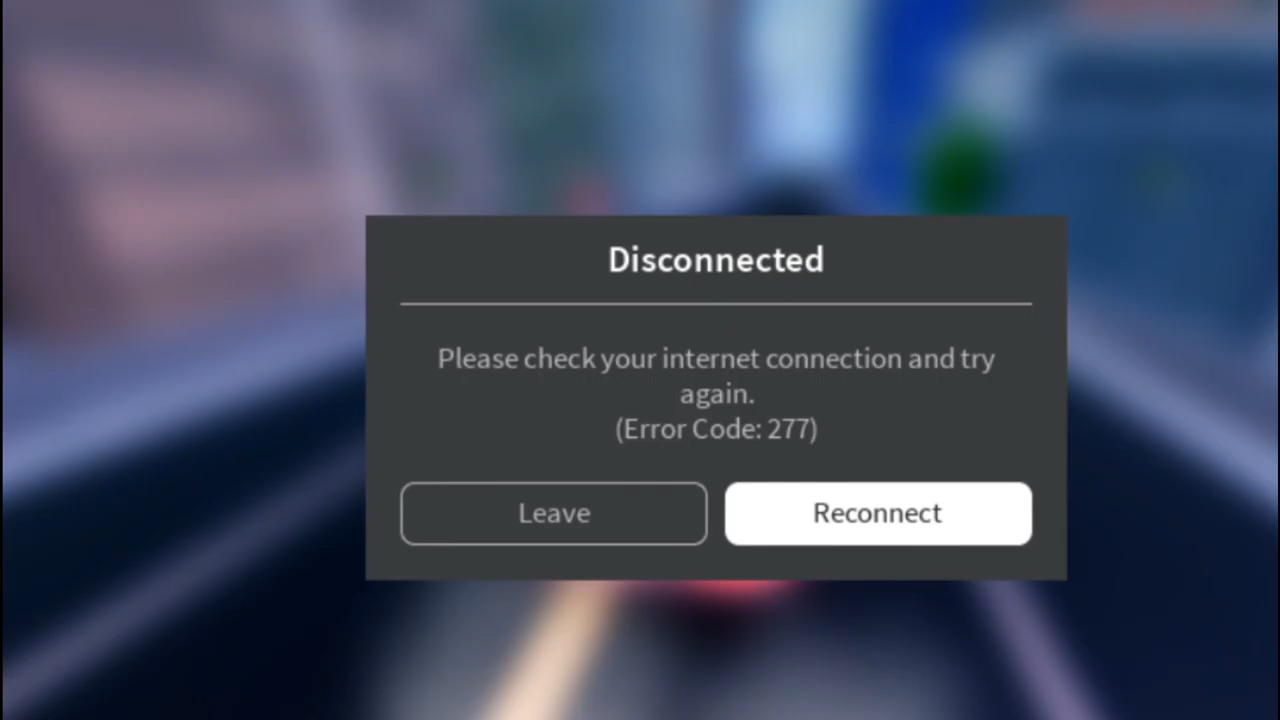 Disconnected
Please check your internet connection and try
again.
(Error Code: 277)
Leave
Reconnect